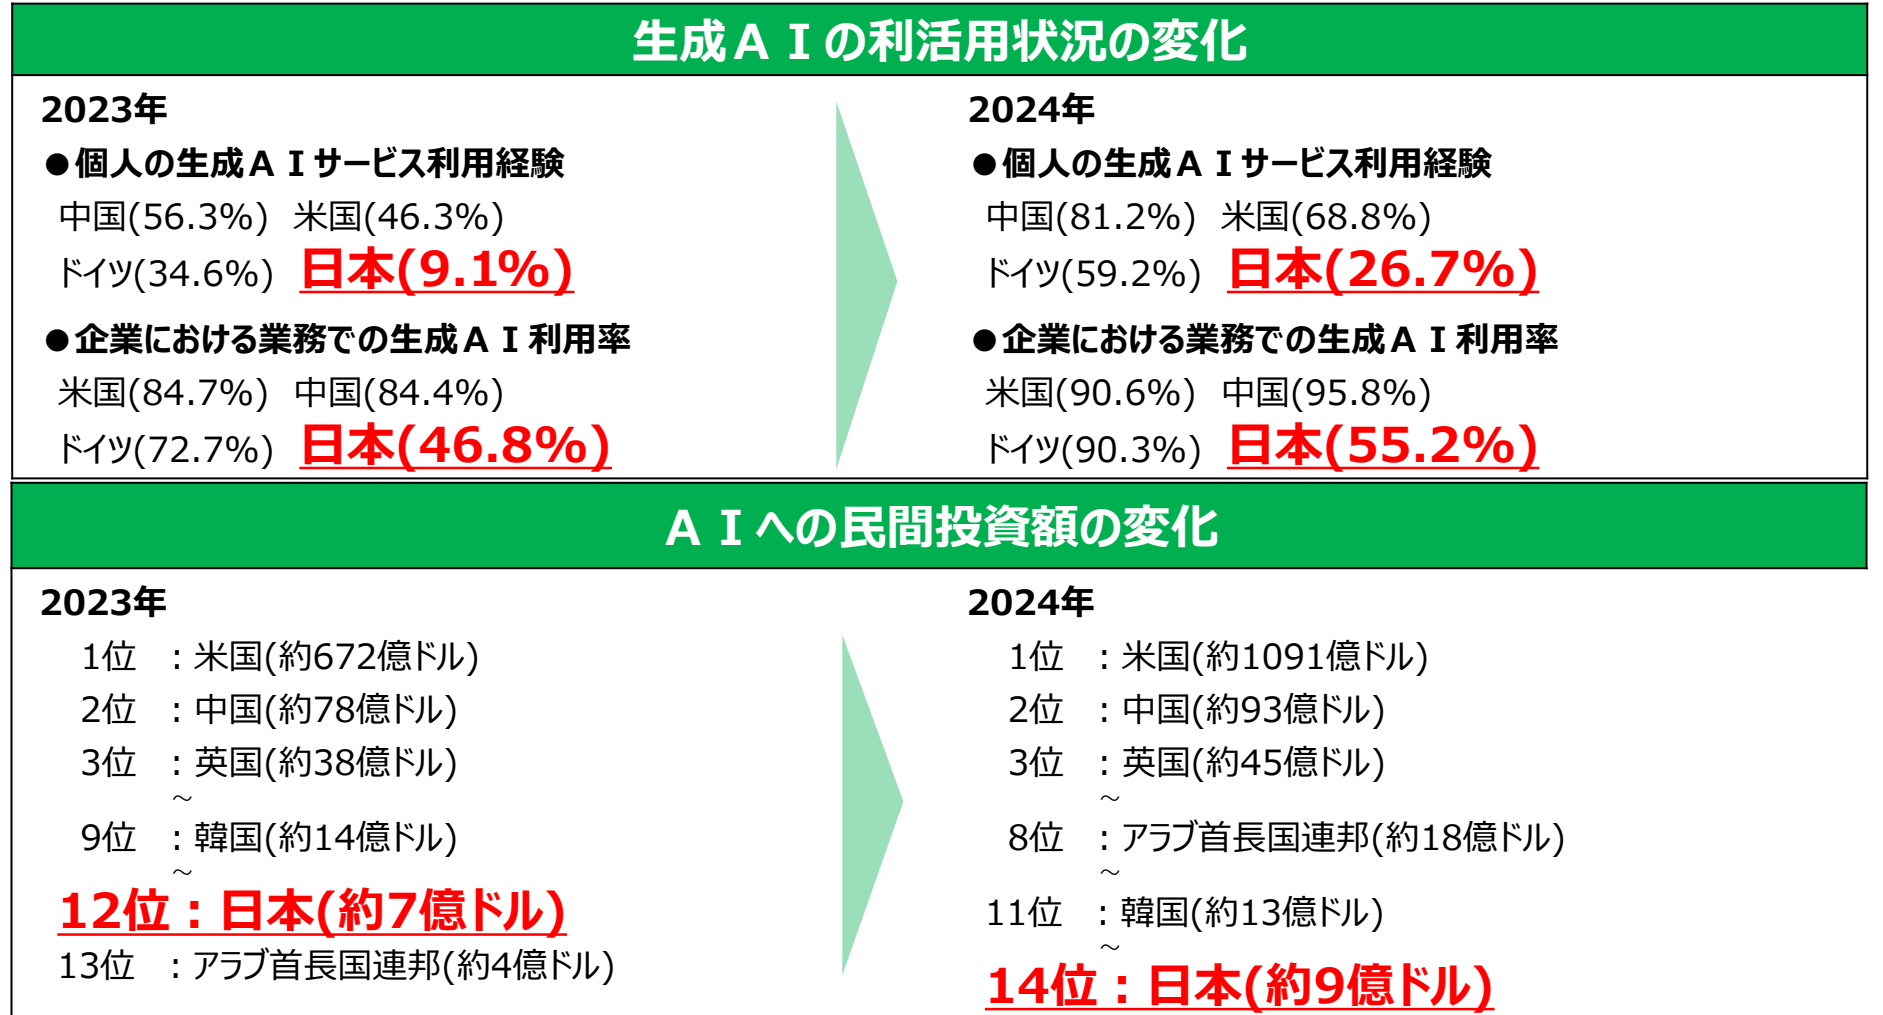 生成ＡＩの利活用状況の変化
2023年
●個人の生成ＡＩサービス利用経験
中国(56.3%) 米国(46.3%)
ドイツ(34.6%) 日本(9.1%)
●企業における業務での生成ＡＩ利用率
米国(84.7%) 中国(84.4%)
ドイツ(72.7%) 日本(46.8%)
2024年
●個人の生成ＡＩサービス利用経験
中国(81.2%) 米国(68.8%)
ドイツ(59.2%) 日本(26.7%)
●企業における業務での生成ＡＩ利用率
米国(90.6%) 中国(95.8%)
ドイツ(90.3%) 日本(55.2%)
ＡＩへの民間投資額の変化
2023年
1位 ：米国(約672億ドル)
2位 ：中国(約78億ドル)
3位 ：英国(約38億ドル)
～
9位 ：韓国(約14億ドル)
～
12位：日本(約7億ドル)
13位 ：アラブ首長国連邦(約4億ドル)
2024年
1位 ：米国(約1091億ドル)
2位 ：中国(約93億ドル)
3位 ：英国(約45億ドル)
～
8位 ：アラブ首長国連邦(約18億ドル)
～
11位 ：韓国(約13億ドル)
～
14位：日本(約9億ドル)